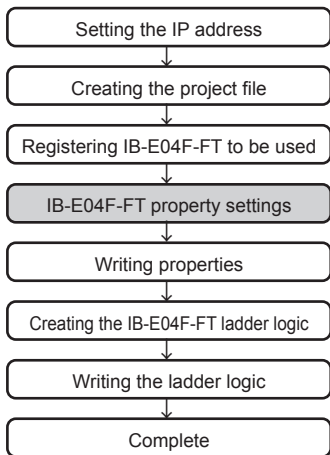 Setting the IP address
Creating the project file
Registering IB-E04F-FT to be used
IB-E04F-FT property settings
Writing properties
Creating the IB-E04F-FT ladder logic
Writing the ladder logic
Complete